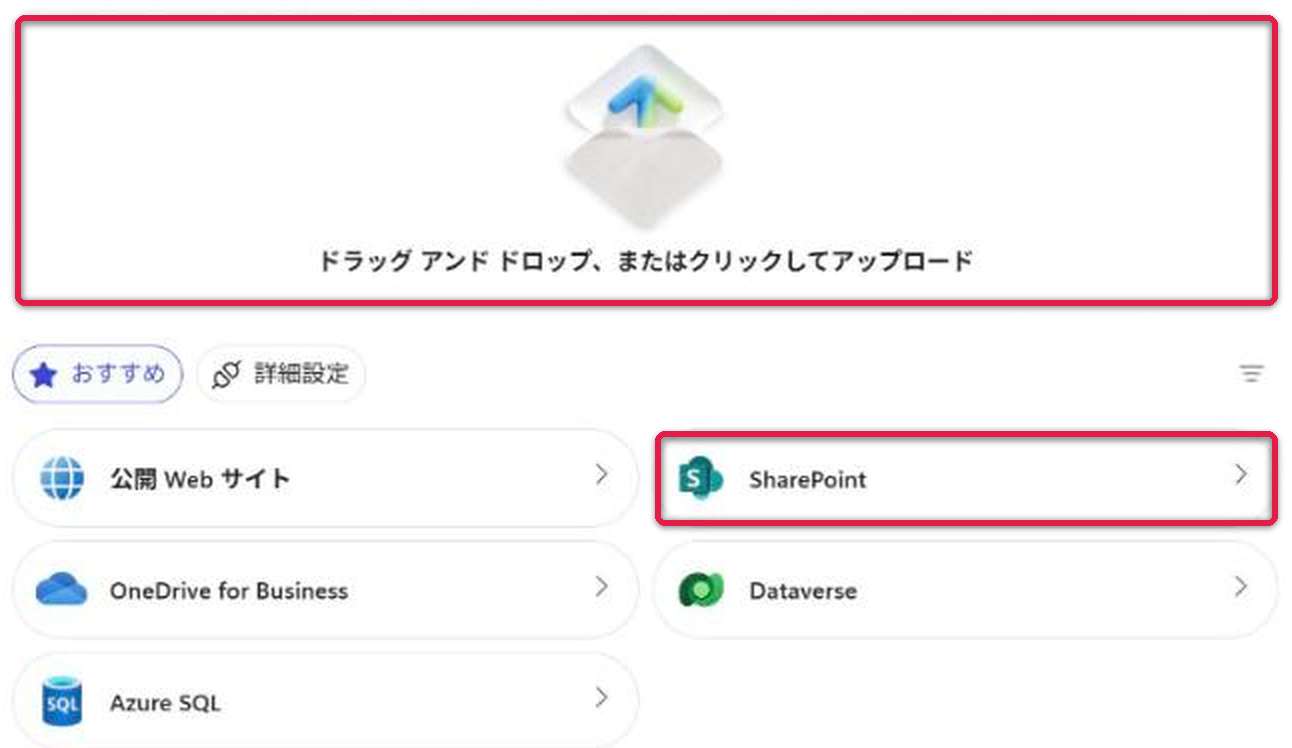 ドラッグ アンド ドロップ、またはクリックしてアップロード
おすすめ
詳細設定
公開 Web サイト
S
SharePoint
OneDrive for Business
Dataverse
SQL
Azure SQL